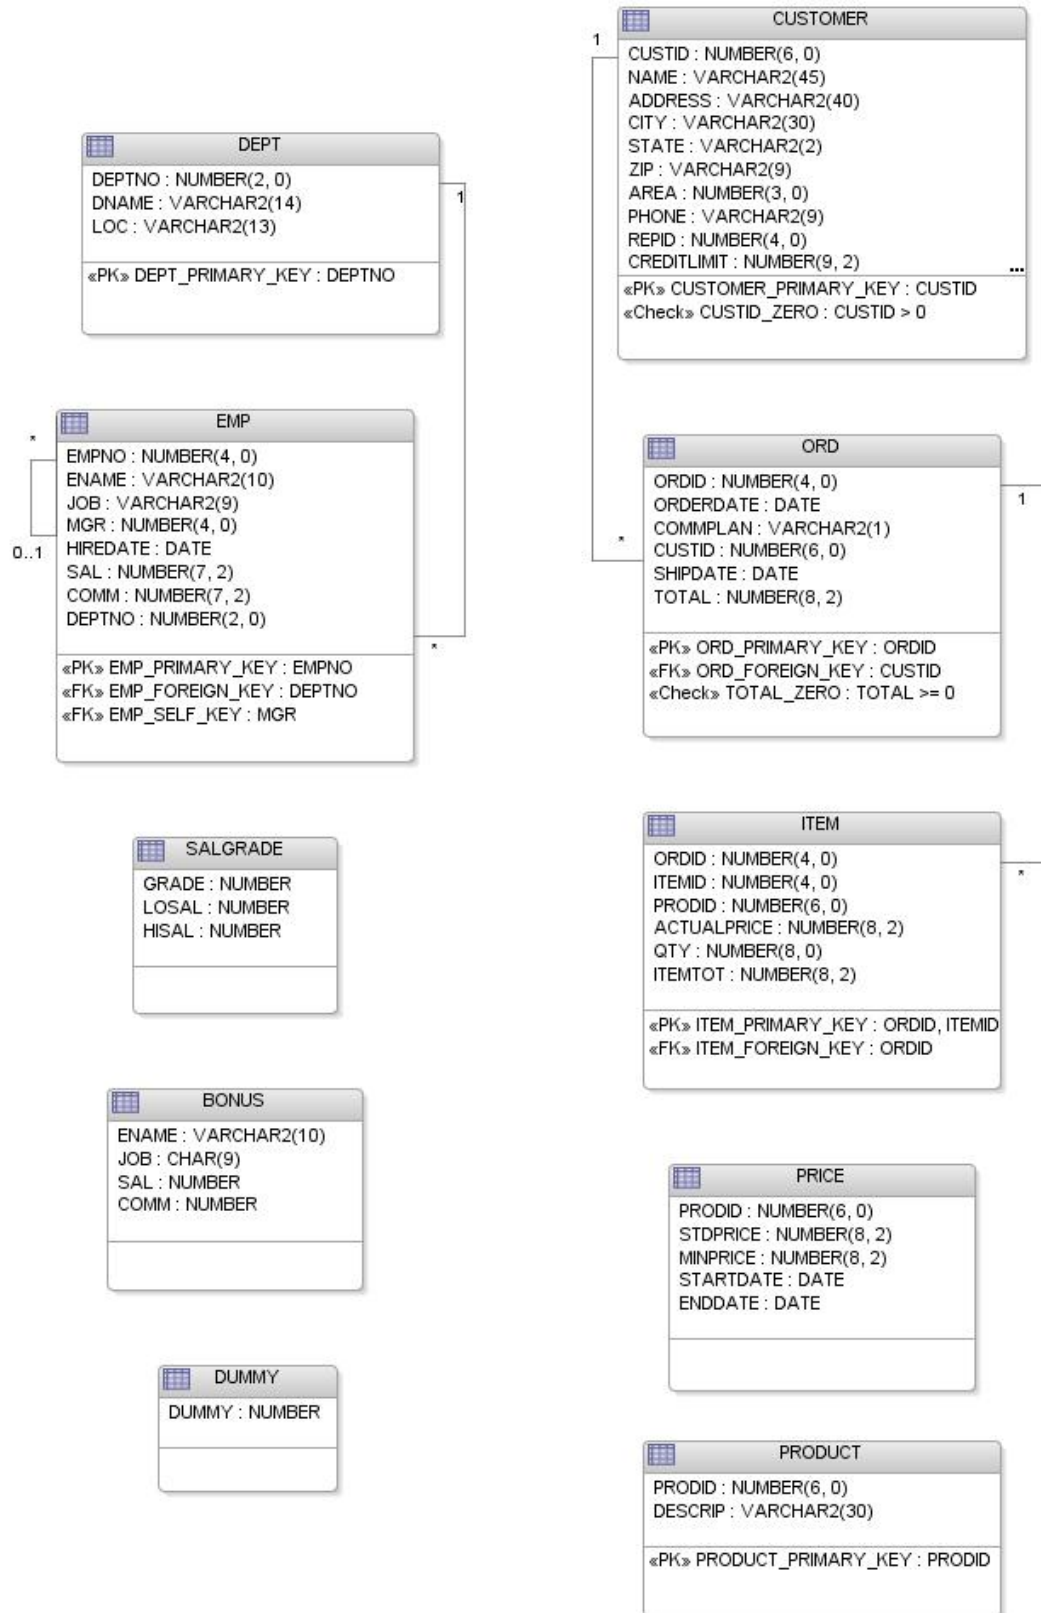 DEPT
DEPTNO : NUMBER(2, 0)
DNAME : VARCHAR2(14)
LOC : VARCHAR2(13)
«PK» DEPT_PRIMARY_KEY : DEPTNO
1
*
EMP
EMPNO : NUMBER(4, 0)
ENAME : VARCHAR2(10)
JOB : VARCHAR2(9)
MGR : NUMBER(4, 0)
HIREDATE : DATE
SAL : NUMBER(7, 2)
COMM : NUMBER(7, 2)
DEPTNO : NUMBER(2, 0)
«PK» EMP_PRIMARY_KEY : EMPNO
«FK» EMP_FOREIGN_KEY : DEPTNO
«FK» EMP_SELF_KEY : MGR
*
0..1
SALGRADE
GRADE : NUMBER
LOSAL : NUMBER
HISAL : NUMBER
BONUS
ENAME : VARCHAR2(10)
JOB : CHAR(9)
SAL : NUMBER
COMM : NUMBER
DUMMY
DUMMY : NUMBER
CUSTOMER
CUSTID : NUMBER(6, 0)
NAME : VARCHAR2(45)
ADDRESS : VARCHAR2(40)
CITY : VARCHAR2(30)
STATE : VARCHAR2(2)
ZIP : VARCHAR2(9)
AREA : NUMBER(3, 0)
PHONE : VARCHAR2(9)
REPID : NUMBER(4, 0)
CREDITLIMIT : NUMBER(9, 2)
...
«PK» CUSTOMER_PRIMARY_KEY : CUSTID
«Check» CUSTID_ZERO : CUSTID > 0
1
*
ORD
ORDID : NUMBER(4, 0)
ORDERDATE : DATE
COMMPLAN : VARCHAR2(1)
CUSTID : NUMBER(6, 0)
SHIPDATE : DATE
TOTAL : NUMBER(8, 2)
«PK» ORD_PRIMARY_KEY : ORDID
«FK» ORD_FOREIGN_KEY : CUSTID
«Check» TOTAL_ZERO : TOTAL >= 0
1
*
ITEM
ORDID : NUMBER(4, 0)
ITEMID : NUMBER(4, 0)
PRODID : NUMBER(6, 0)
ACTUALPRICE : NUMBER(8, 2)
QTY : NUMBER(8, 0)
ITEMTOT : NUMBER(8, 2)
«PK» ITEM_PRIMARY_KEY : ORDID, ITEMID
«FK» ITEM_FOREIGN_KEY : ORDID
PRICE
PRODID : NUMBER(6, 0)
STDPRICE : NUMBER(8, 2)
MINPRICE : NUMBER(8, 2)
STARTDATE : DATE
ENDDATE : DATE
PRODUCT
PRODID : NUMBER(6, 0)
DESCRIP : VARCHAR2(30)
«PK» PRODUCT_PRIMARY_KEY : PRODID